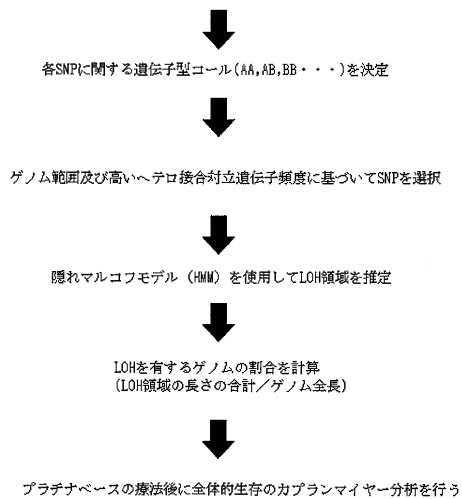 各SNPに関する遺伝子型コール(AA,AB,BB・・・)を決定
ゲノム範囲及び高いヘテロ接合対立遺伝子頻度に基づいてSNPを選択
隠れマルコフモデル(HMM)を使用してLOH領域を推定
LOHを有するゲノムの割合を計算
(LOH領域の長さの合計/ゲノム全長)
プラチナベースの療法後に全体的生存のカプランマイヤー分析を行う